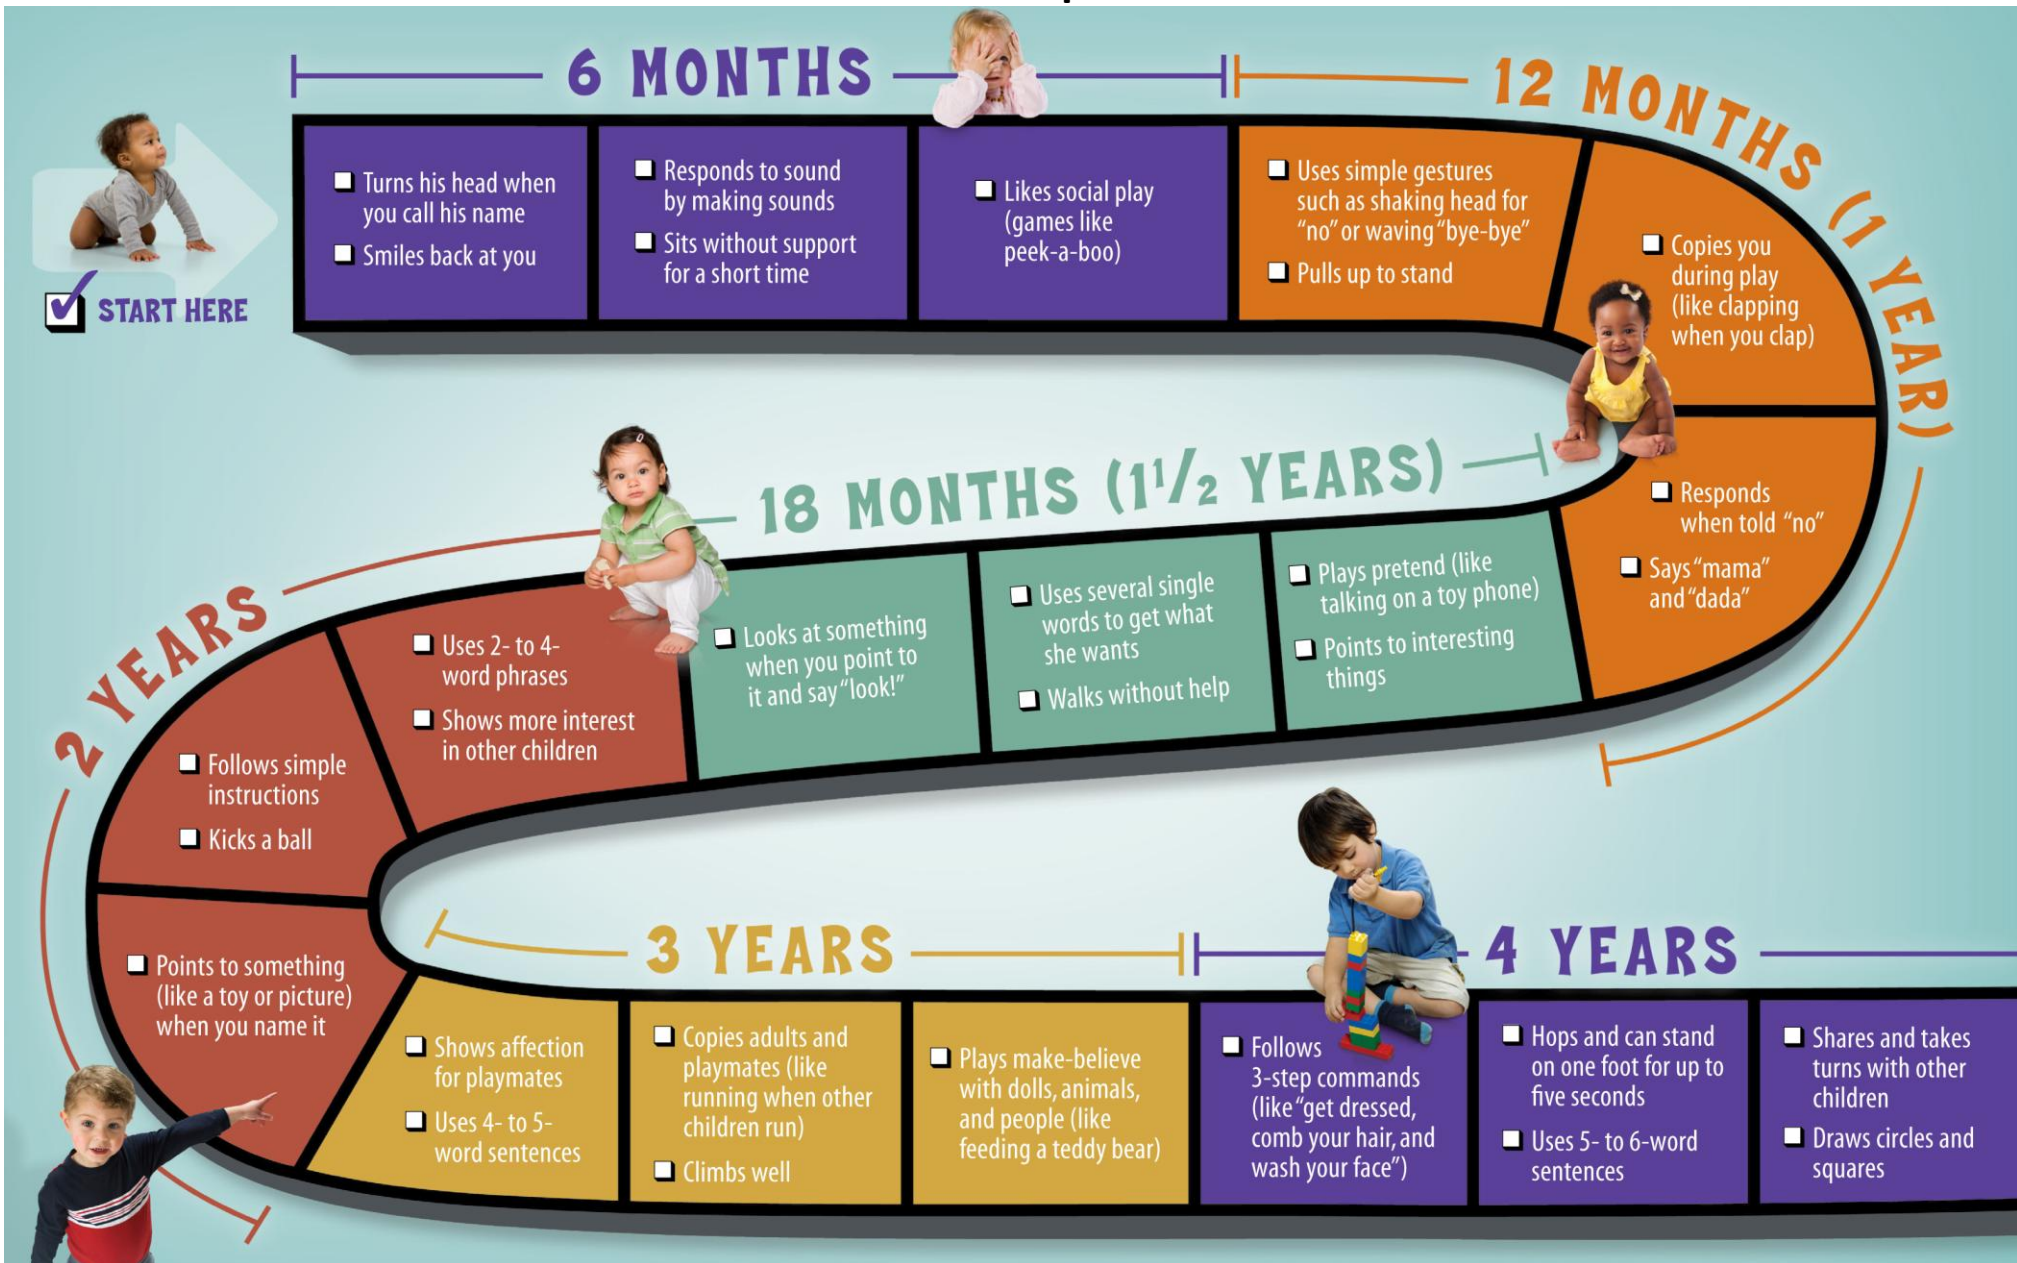 START HERE
6 MONTHS
Turns his head when
you call his name
Smiles back at you
Responds to sound
by making sounds
Sits without support
for a short time
Likes social play
(games like
peek-a-boo)
12 MONTHS (1 YEAR)
Uses simple gestures
such as shaking head for
“no” or waving “bye-bye”
Pulls up to stand
Copies you
during play
(like clapping
when you clap)
Responds
when told “no”
Says “mama”
and “dada”
18 MONTHS (1 1/2 YEARS)
Plays pretend (like
talking on a toy phone)
Points to interesting
things
Uses several single
words to get what
she wants
Walks without help
Looks at something
when you point to
it and say “look!”
2 YEARS
Uses 2- to 4-
word phrases
Shows more interest
in other children
Follows simple
instructions
Kicks a ball
Points to something
(like a toy or picture)
when you name it
3 YEARS
Shows affection
for playmates
Uses 4- to 5-
word sentences
Copies adults and
playmates (like
running when other
children run)
Climbs well
Plays make-believe
with dolls, animals,
and people (like
feeding a teddy bear)
4 YEARS
Follows
3-step commands
(like “get dressed,
comb your hair, and
wash your face”)
Hops and can stand
on one foot for up to
five seconds
Uses 5- to 6-word
sentences
Shares and takes
turns with other
children
Draws circles and
squares